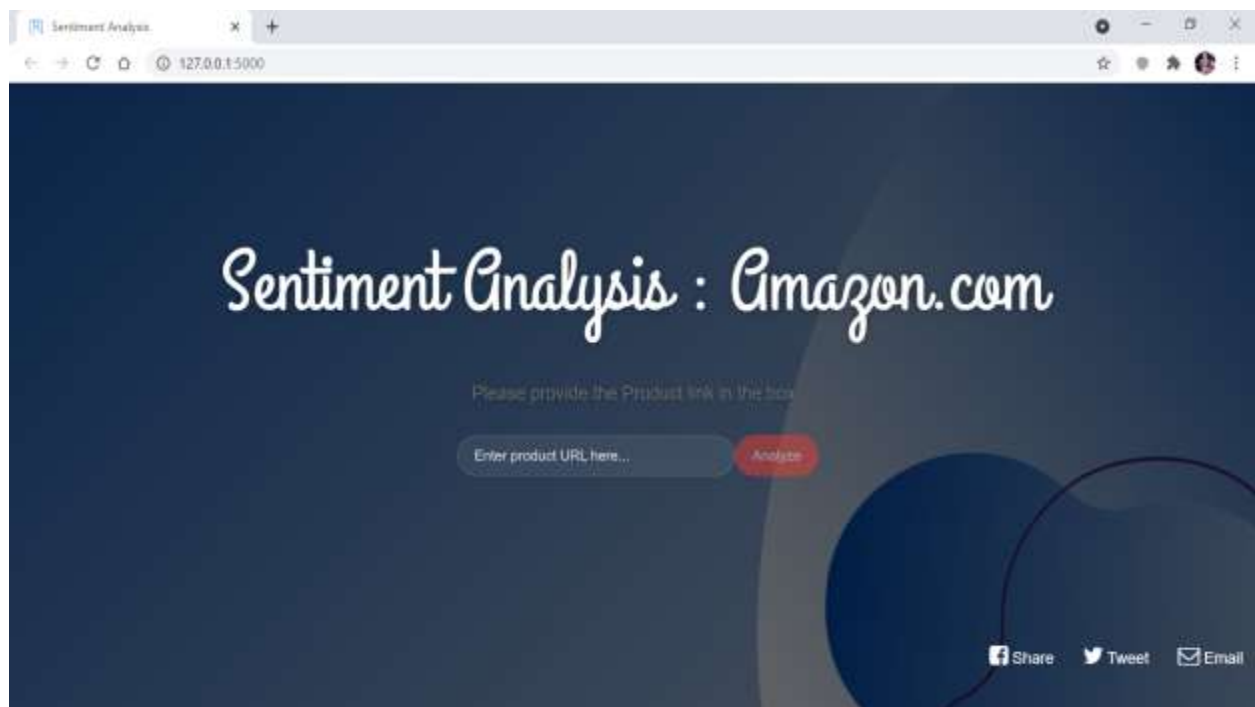 Sentiment Analysis
127.0.0.1:5000
Sentiment Analysis : Amazon.com
Please provide the Product link in the box
Enter product URL here... Analyze
Share Tweet Email